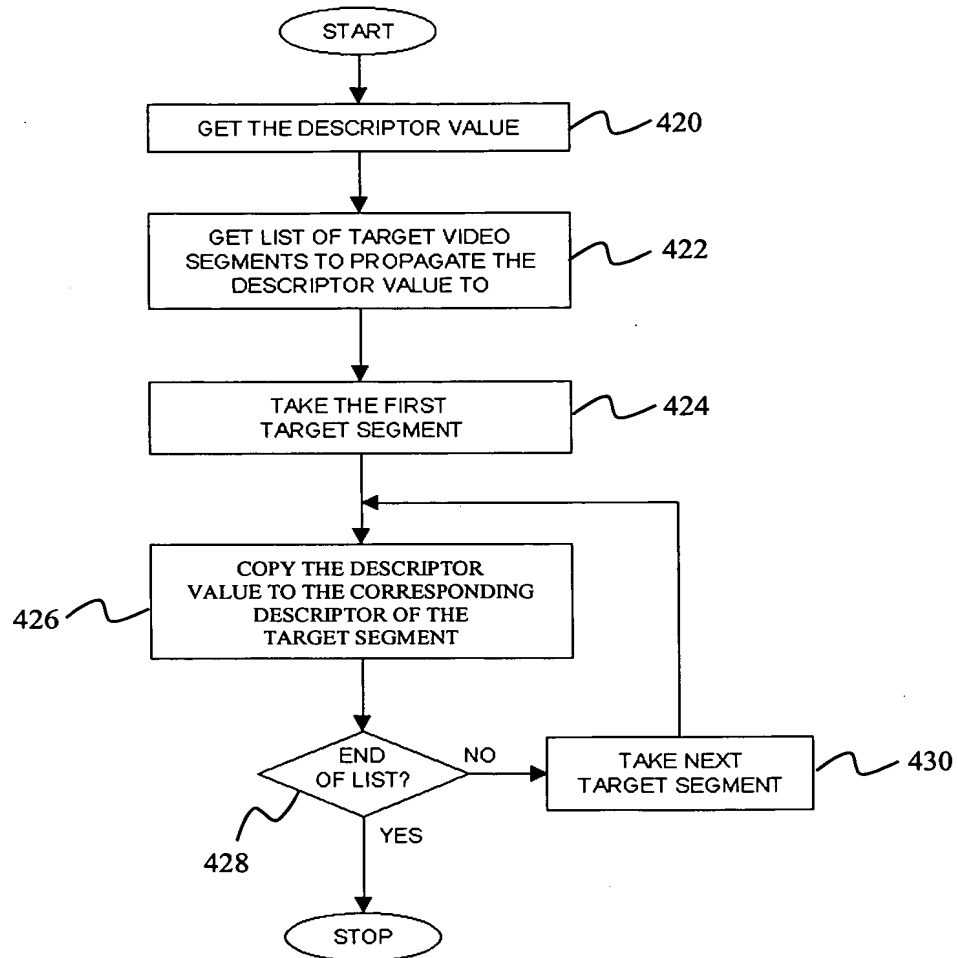 START
GET THE DESCRIPTOR VALUE
420
GET LIST OF TARGET VIDEO
SEGMENTS TO PROPAGATE THE
DESCRIPTOR VALUE TO
422
TAKE THE FIRST
TARGET SEGMENT
424
COPY THE DESCRIPTOR
VALUE TO THE CORRESPONDING
DESCRIPTOR OF THE
TARGET SEGMENT
426
END
OF LIST?
NO
TAKE NEXT
TARGET SEGMENT
430
YES
428
STOP